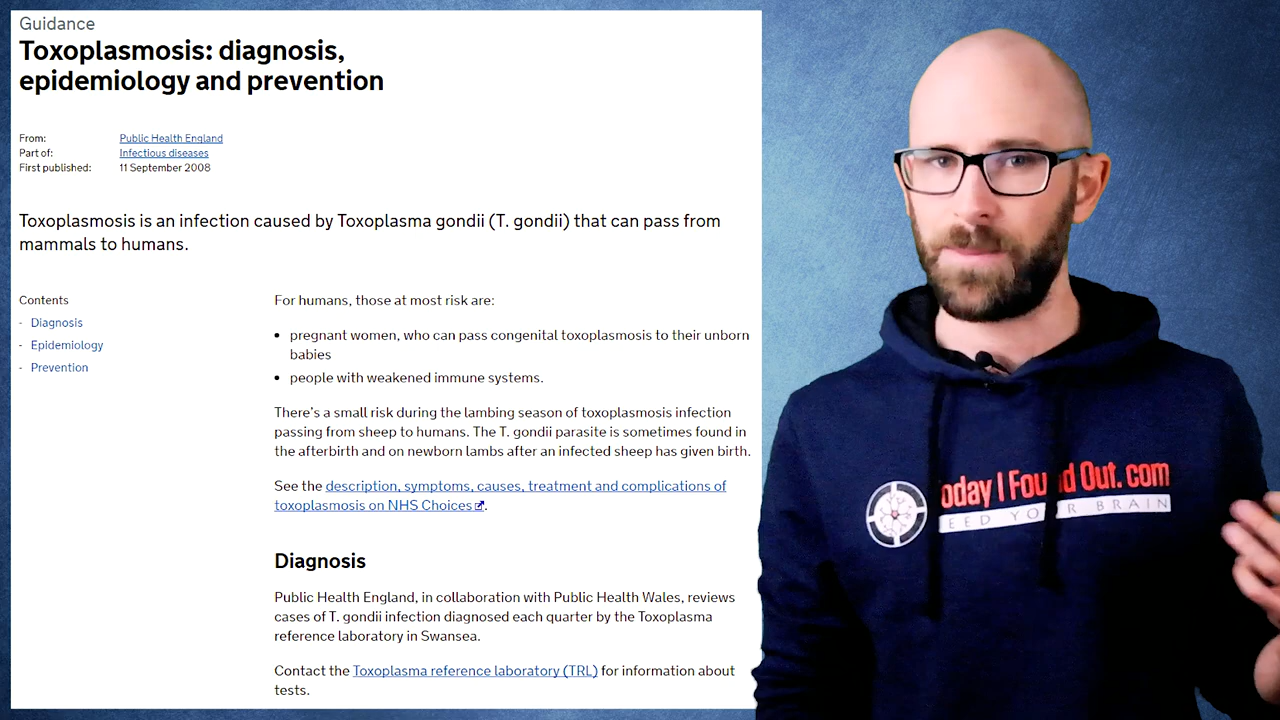 Guidance
Toxoplasmosis: diagnosis,
epidemiology and prevention
From: Public Health England
Part of: Infectious diseases
First published: 11 September 2008
Toxoplasmosis is an infection caused by Toxoplasma gondii (T. gondii) that can pass from
mammals to humans.
Contents
- Diagnosis
- Epidemiology
- Prevention
For humans, those at most risk are:
• pregnant women, who can pass congenital toxoplasmosis to their unborn
babies
• people with weakened immune systems.
There's a small risk during the lambing season of toxoplasmosis infection
passing from sheep to humans. The T. gondii parasite is sometimes found in
the afterbirth and on newborn lambs after an infected sheep has given birth.
See the description, symptoms, causes, treatment and complications of
toxoplasmosis on NHS Choices.
Diagnosis
Public Health England, in collaboration with Public Health Wales, reviews
cases of T. gondii infection diagnosed each quarter by the Toxoplasma
reference laboratory in Swansea.
Contact the Toxoplasma reference laboratory (TRL) for information about
tests.
oday I Fou d Out.com
EED YO R BRAIN